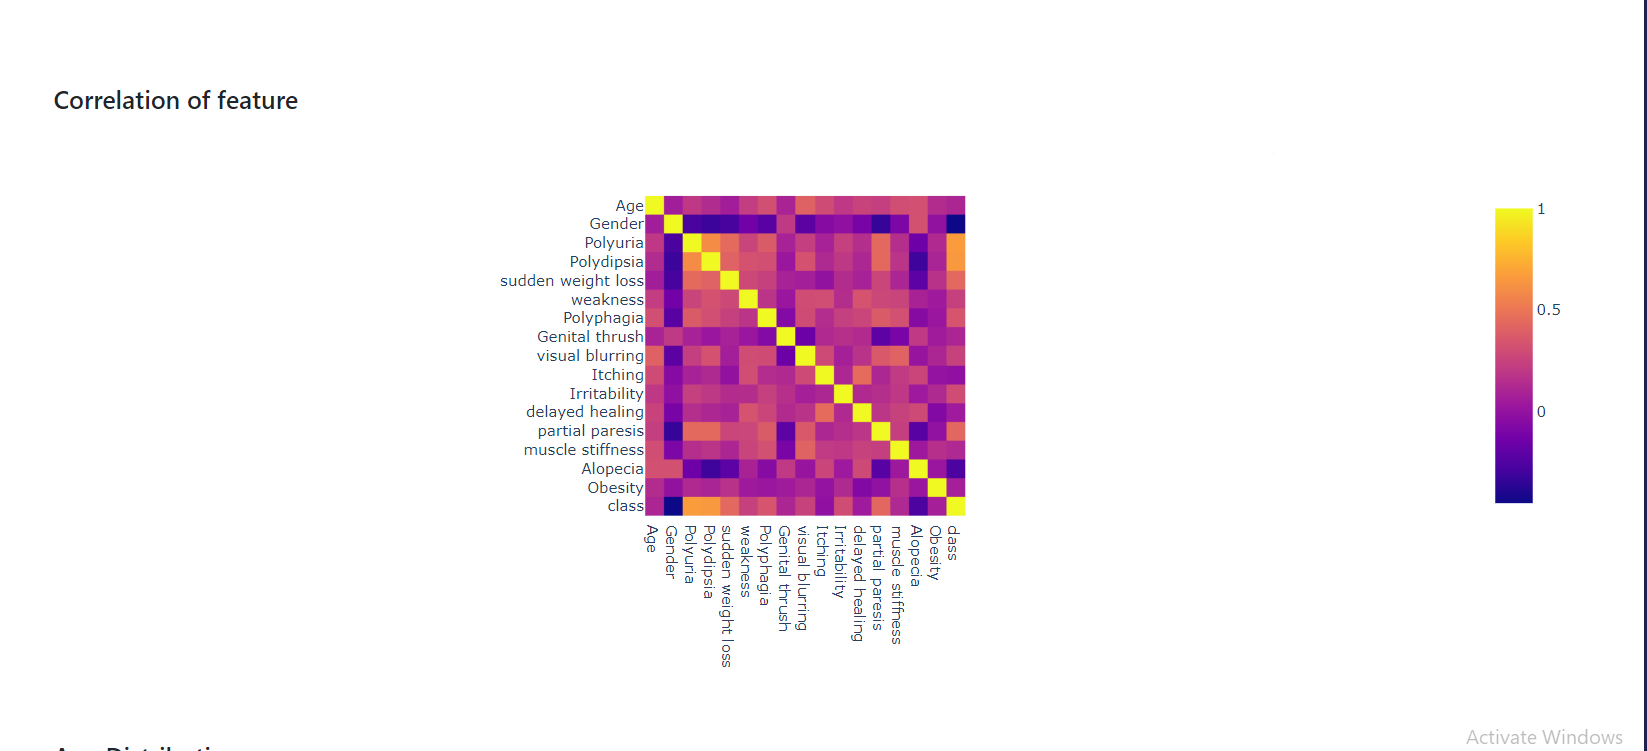 Correlation of feature
Age
Gender
Polyuria
Polydipsia
sudden weight loss
weakness
Polyphagia
Genital thrush
visual blurring
Itching
Irritability
delayed healing
partial paresis
muscle stiffness
Alopecia
Obesity
class
Age
Gender
Polyuria
Polydipsia
sudden weight loss
weakness
Polyphagia
Genital thrush
visual blurring
Itching
Irritability
delayed healing
partial paresis
muscle stiffness
Alopecia
Obesity
class
1
0.5
0
Activate Windows